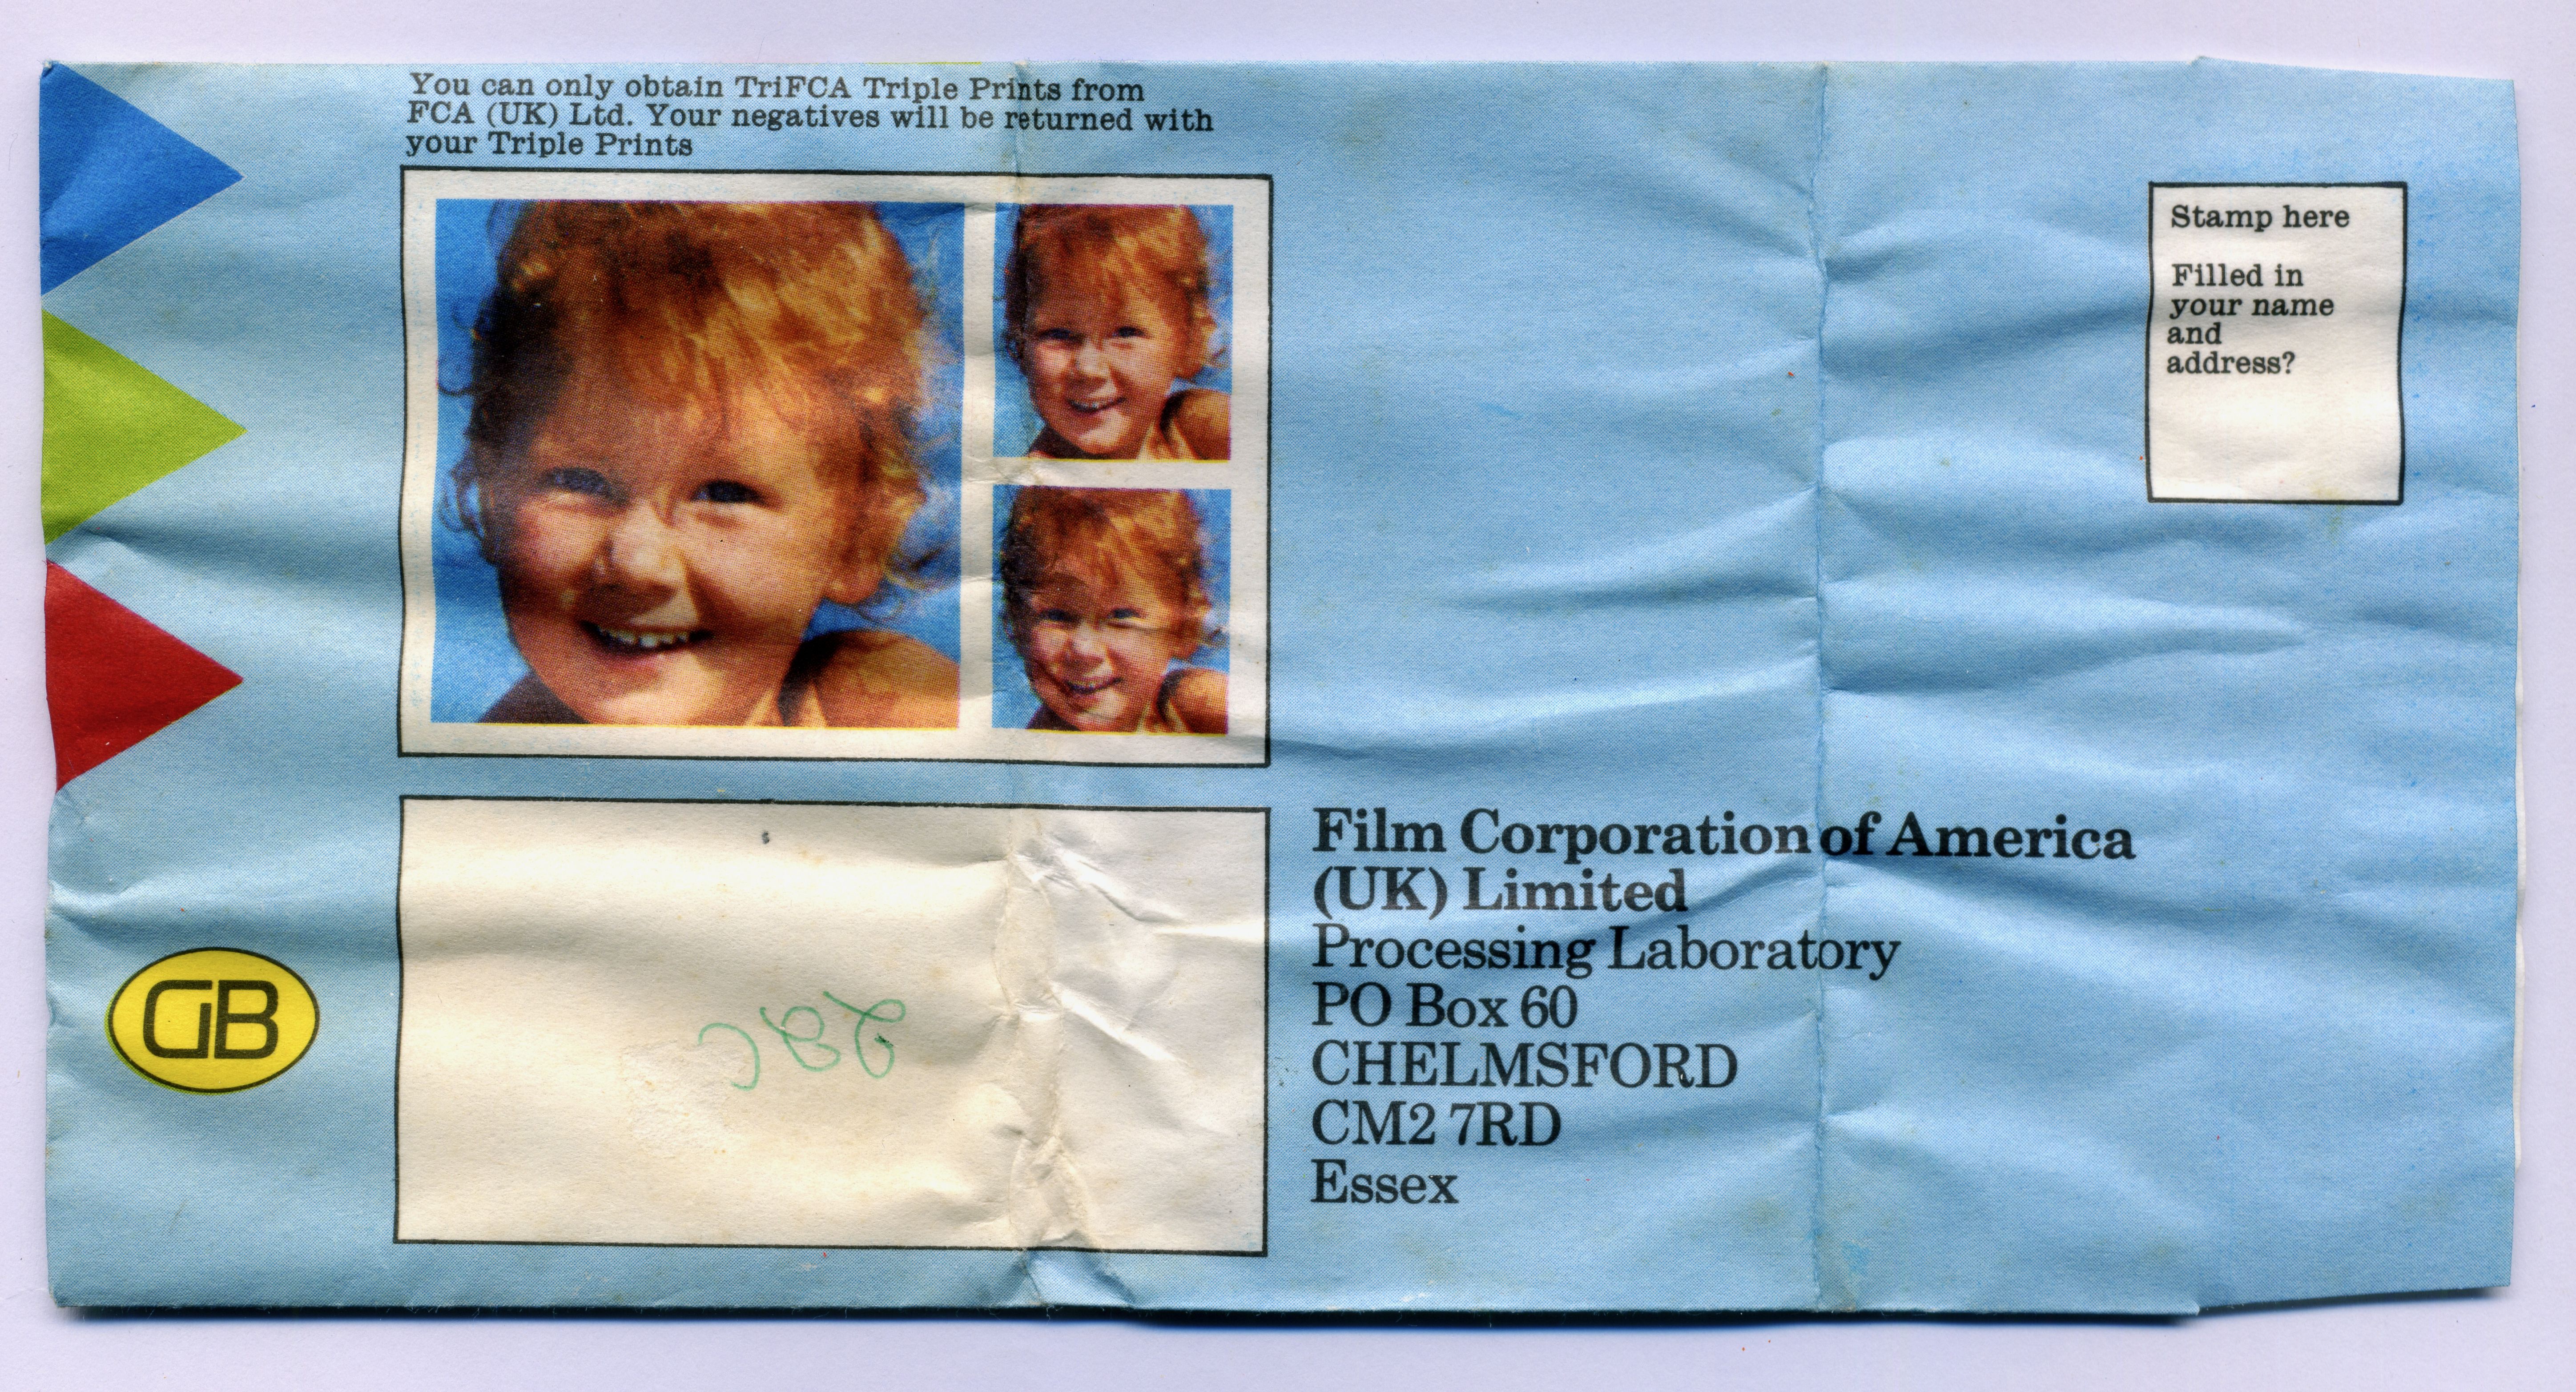 You can only obtain TriFCA Triple Prints from
FCA (UK) Ltd. Your negatives will be returned with
your Triple Prints
Stamp here
Filled in
your name
and
address?
Film Corporation of America
(UK) Limited
Processing Laboratory
PO Box 60
CHELMSFORD
CM2 7RD
Essex
GB